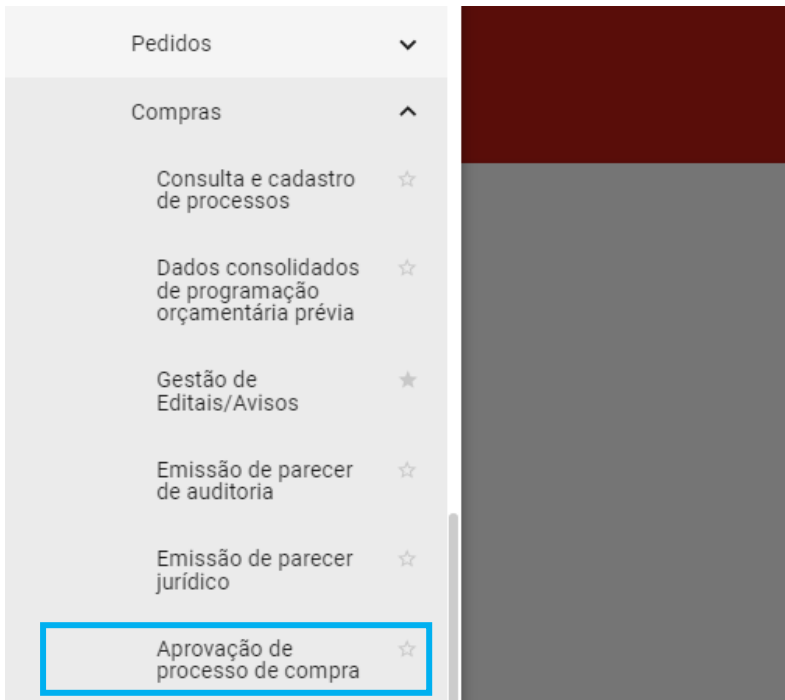 Pedidos
Compras
Consulta e cadastro
de processos
Dados consolidados
de programação
orçamentária prévia
Gestão de
Editais/Avisos
Emissão de parecer
de auditoria
Emissão de parecer
jurídico
Aprovação de
processo de compra